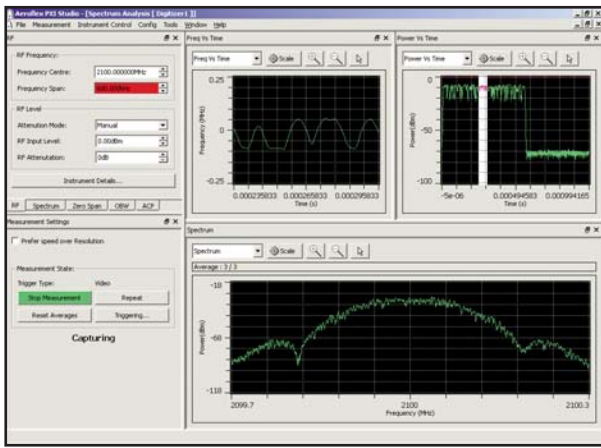 Aeroflex PXI Studio - [Spectrum Analysis [ Digitizer1 ]]
File Measurement Instrument Control Config Tools Window Help
RF
RF Frequency:
Frequency Centre: 2100.000000MHz
Frequency Span:
RF Level
Attenution Mode: Manual
RF Input Level: 0.00dBm
RF Attenutation: 0dB
Instrument Details...
RF Spectrum Zero Span OBW ACP
Measurement Settings
Prefer speed over Resolution
Measurement State:
Trigger Type: Video
Stop Measurement Repeat
Reset Averages Triggering...
Capturing
Freq Vs Time
Freq Vs Time Scale
0.25
0
-0.25
Frequency (MHz)
0.000235833 0.000265833 0.000295833
Time (s)
Power Vs Time
Power Vs Time Scale
0
-50
-100
Power(dBm)
-5e-06 0.000494583 0.000994165
Time (s)
Spectrum
Spectrum Scale
Average : 3 / 3
-10
-60
-110
Power(dBm)
2099.7 2100 2100.3
Frequency (MHz)